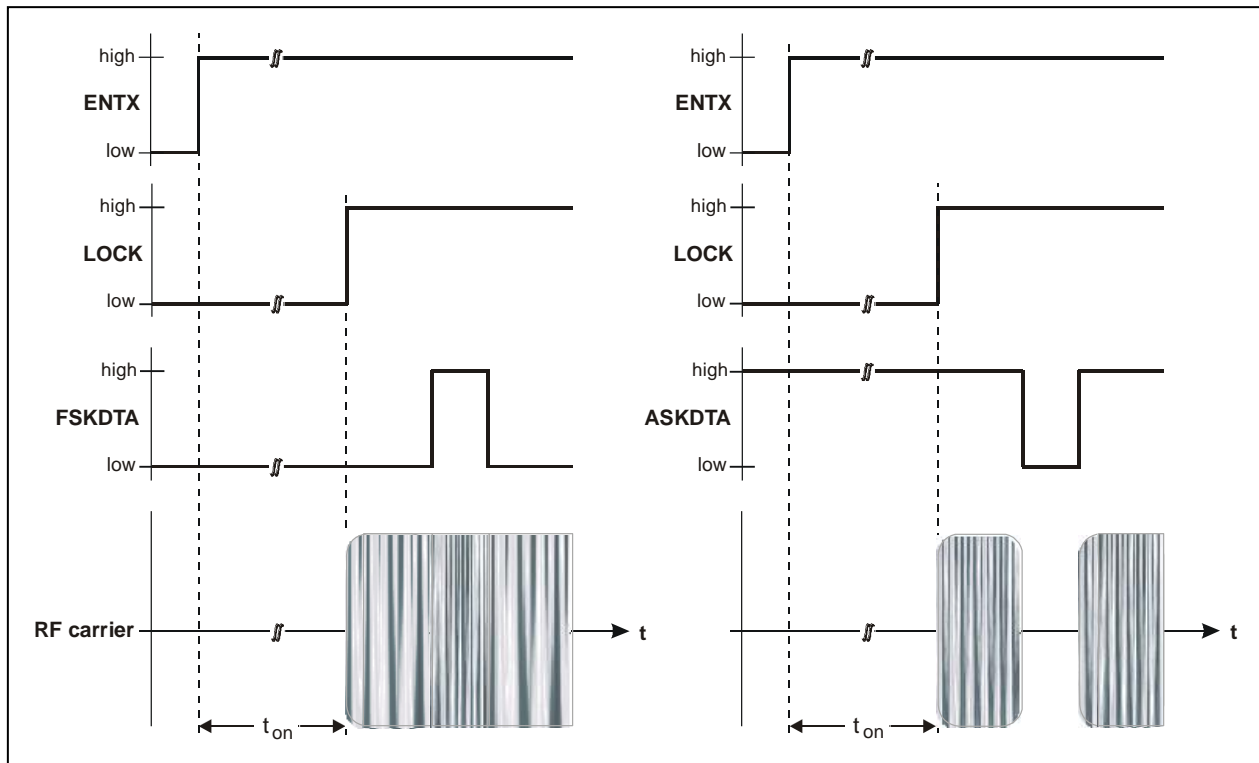 high
ENTX
low
high
LOCK
low
high
FSKDTA
low
RF carrier
t
t on
high
ENTX
low
high
LOCK
low
high
ASKDTA
low
t
t on